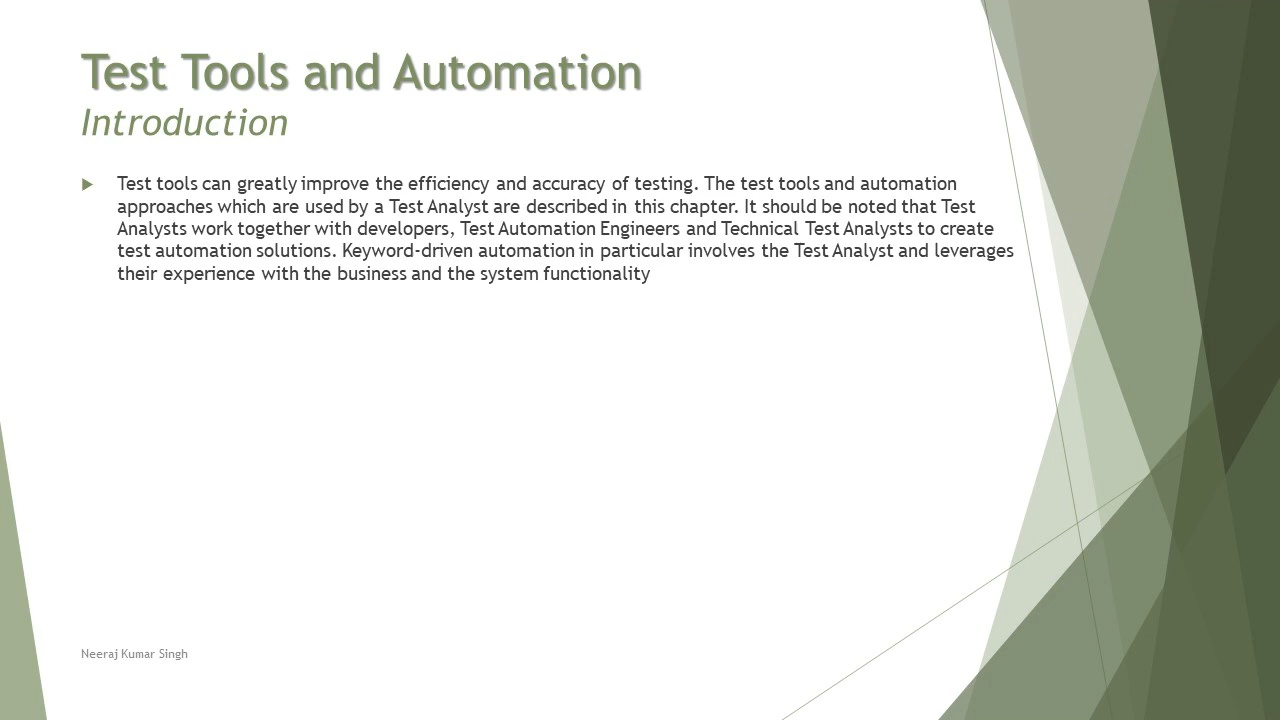 Test Tools and Automation
Introduction
Test tools can greatly improve the efficiency and accuracy of testing. The test tools and automation
approaches which are used by a Test Analyst are described in this chapter. It should be noted that Test
Analysts work together with developers, Test Automation Engineers and Technical Test Analysts to create
test automation solutions. Keyword-driven automation in particular involves the Test Analyst and leverages
their experience with the business and the system functionality
Neeraj Kumar Singh